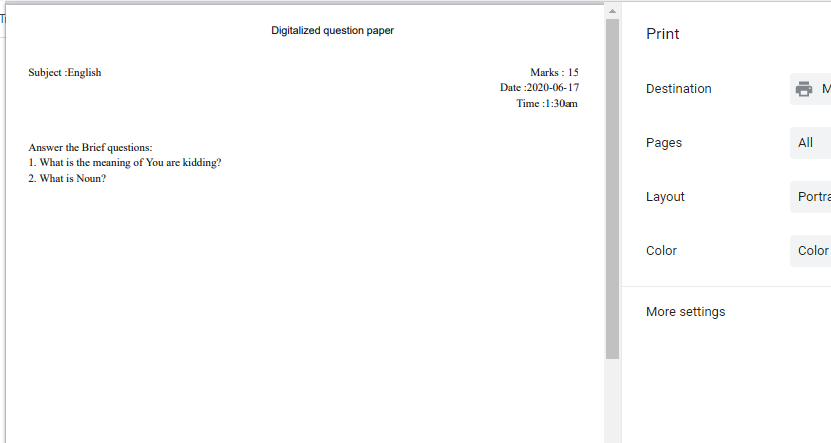 Digitalized question paper
Subject :English
Marks : 15
Date :2020-06-17
Time :1:30am
Answer the Brief questions:
1. What is the meaning of You are kidding?
2. What is Noun?
Print
Destination
Pages
All
Layout
Color
Color
More settings